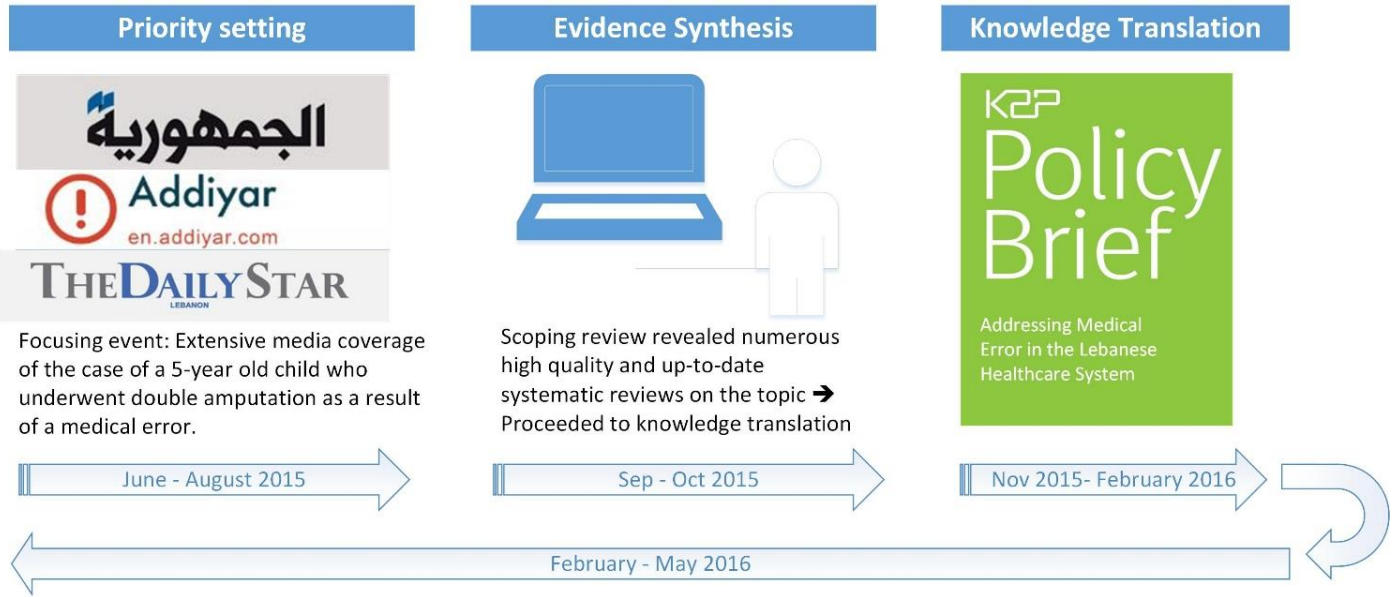 Priority setting
Evidence Synthesis
Knowledge Translation
الجمهورية
Addiyar
en.addiyar.com
THE DAILY STAR
LEBANON
Focusing event: Extensive media coverage
of the case of a 5-year old child who
underwent double amputation as a result
of a medical error.
Scoping review revealed numerous
high quality and up-to-date
systematic reviews on the topic ➔
Proceeded to knowledge translation
K2P
Policy
Brief
Addressing Medical
Error in the Lebanese
Healthcare System
June - August 2015
Sep - Oct 2015
Nov 2015- February 2016
February - May 2016